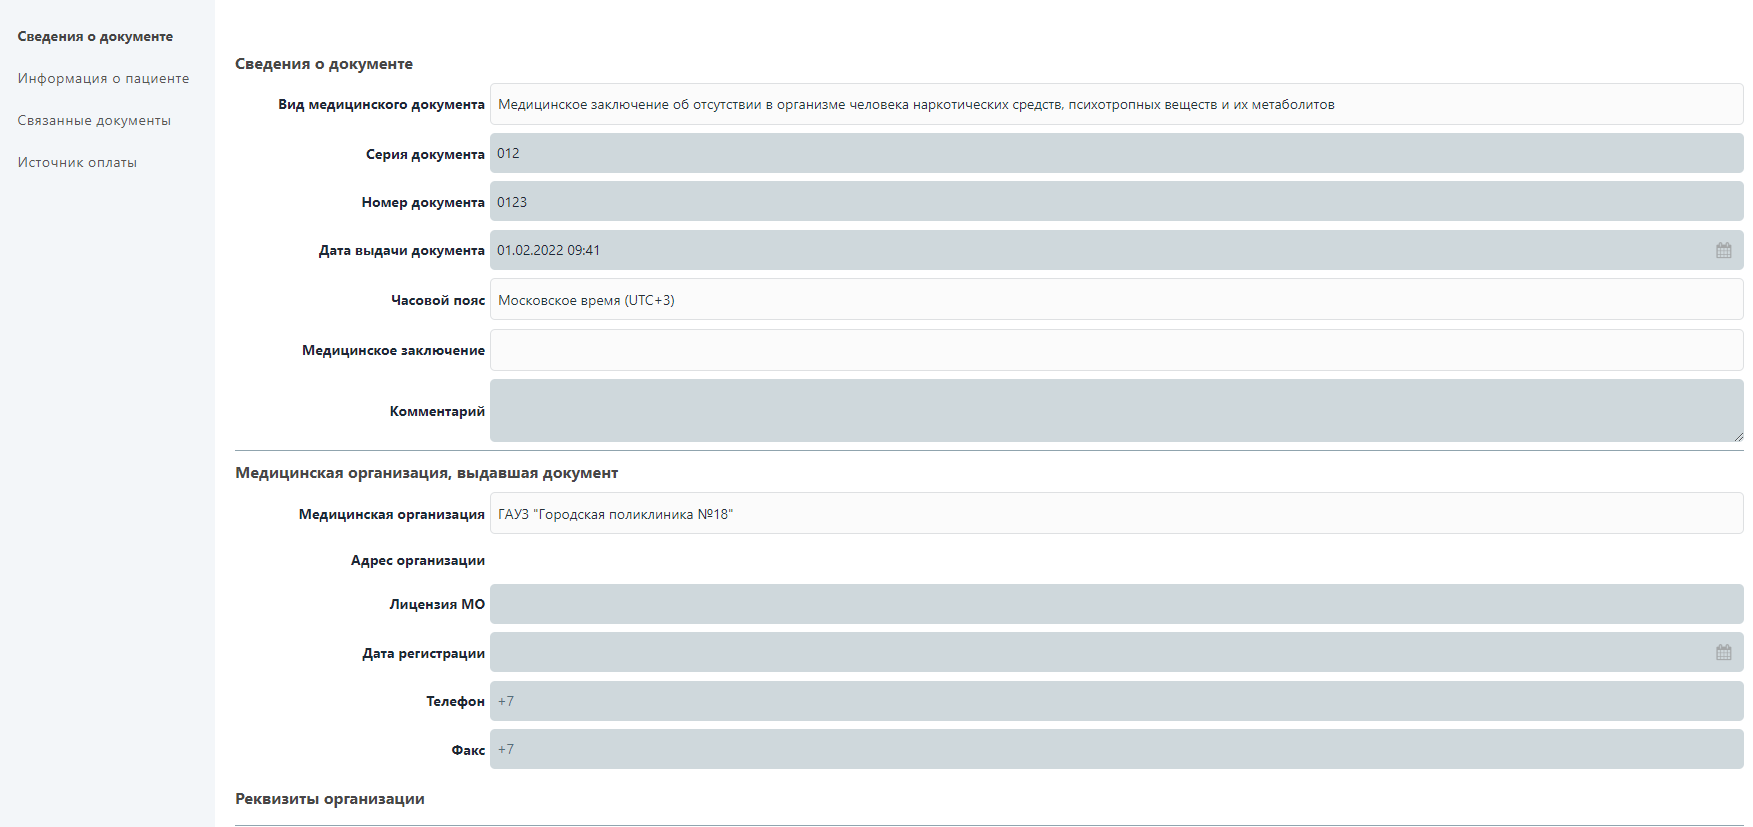 Сведения о документе
Информация о пациенте
Связанные документы
Источник оплаты
Сведения о документе
Вид медицинского документа Медицинское заключение об отсутствии в организме человека наркотических средств, психотропных веществ и их метаболитов
Серия документа 012
Номер документа 0123
Дата выдачи документа 01.02.2022 09:41
Часовой пояс Московское время (UTC+3)
Медицинское заключение
Комментарий
Медицинская организация, выдавшая документ
Медицинская организация ГАУЗ "Городская поликлиника №18"
Адрес организации
Лицензия МО
Дата регистрации
Телефон +7
Факс +7
Реквизиты организации